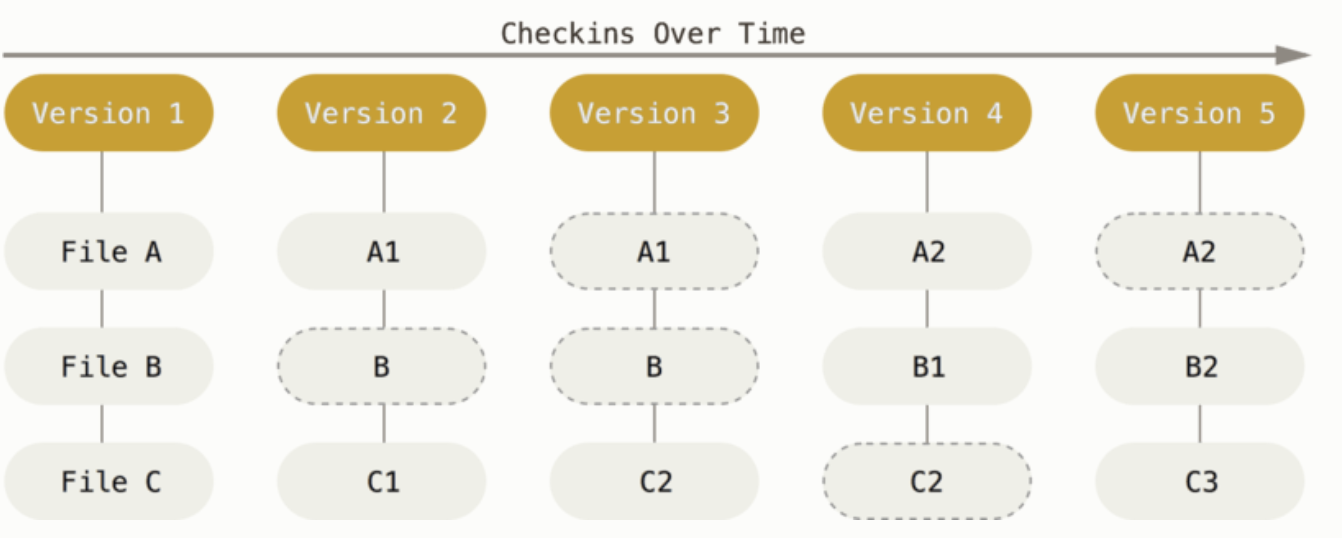 Checkins Over Time
Version 1 Version 2 Version 3 Version 4 Version 5
File A A1 A1 A2 A2
File B B B B1 B2
File C C1 C2 C2 C3